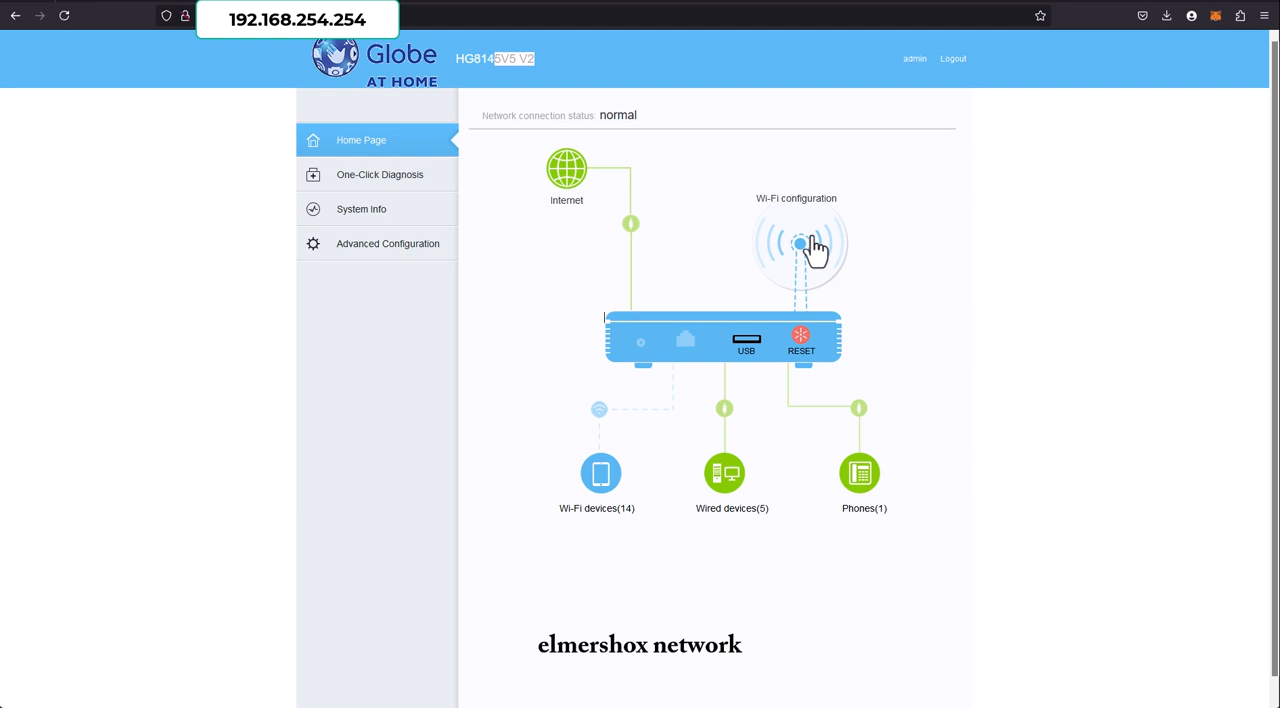 192.168.254.254
Globe
AT HOME
HG8145V5 V2
admin Logout
Network connection status: normal
Home Page
One-Click Diagnosis
System Info
Advanced Configuration
Internet
Wi-Fi configuration
USB
RESET
Wi-Fi devices(14)
Wired devices(5)
Phones(1)
elmershox network